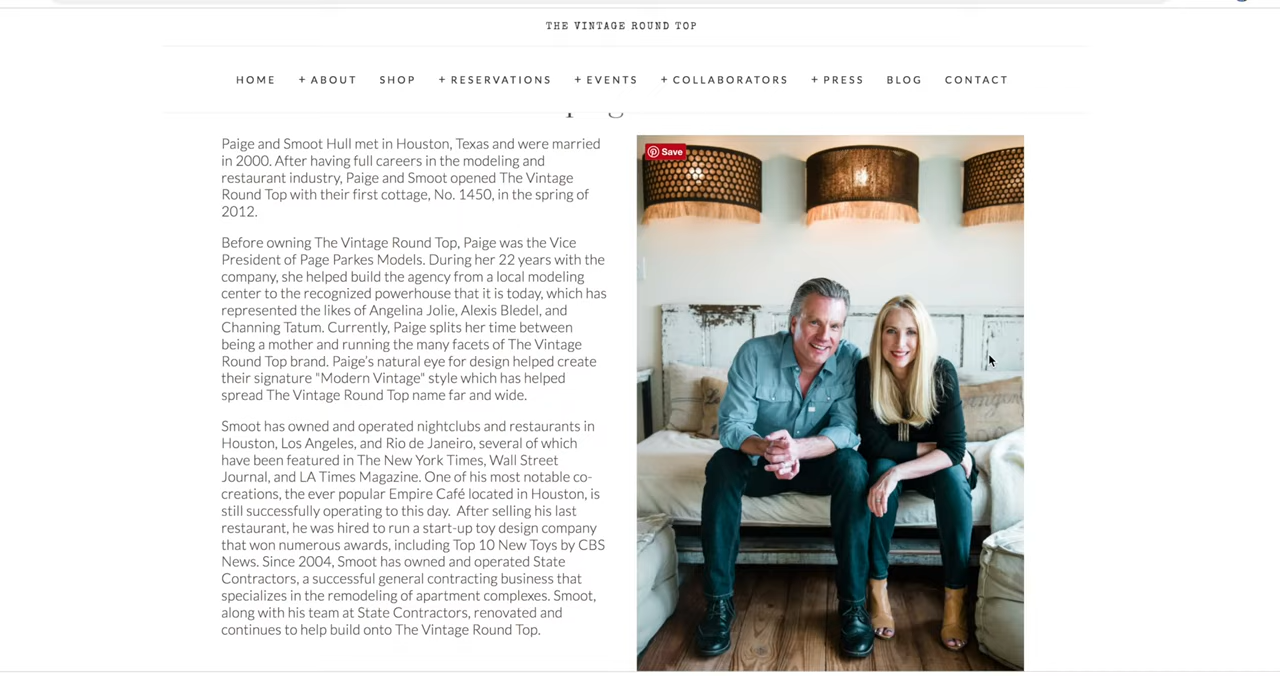 THE VINTAGE ROUND TOP
HOME + ABOUT SHOP + RESERVATIONS + EVENTS + COLLABORATORS + PRESS BLOG CONTACT
Paige and Smoot Hull met in Houston, Texas and were married
in 2000. After having full careers in the modeling and
restaurant industry, Paige and Smoot opened The Vintage
Round Top with their first cottage, No. 1450, in the spring of
2012.
Before owning The Vintage Round Top, Paige was the Vice
President of Page Parkes Models. During her 22 years with the
company, she helped build the agency from a local modeling
center to the recognized powerhouse that it is today, which has
represented the likes of Angelina Jolie, Alexis Bledel, and
Channing Tatum. Currently, Paige splits her time between
being a mother and running the many facets of The Vintage
Round Top brand. Paige's natural eye for design helped create
their signature "Modern Vintage" style which has helped
spread The Vintage Round Top name far and wide.
Smoot has owned and operated nightclubs and restaurants in
Houston, Los Angeles, and Rio de Janeiro, several of which
have been featured in The New York Times, Wall Street
Journal, and LA Times Magazine. One of his most notable co-
creations, the ever popular Empire Café located in Houston, is
still successfully operating to this day. After selling his last
restaurant, he was hired to run a start-up toy design company
that won numerous awards, including Top 10 New Toys by CBS
News. Since 2004, Smoot has owned and operated State
Contractors, a successful general contracting business that
specializes in the remodeling of apartment complexes. Smoot,
along with his team at State Contractors, renovated and
continues to help build onto The Vintage Round Top.
Save